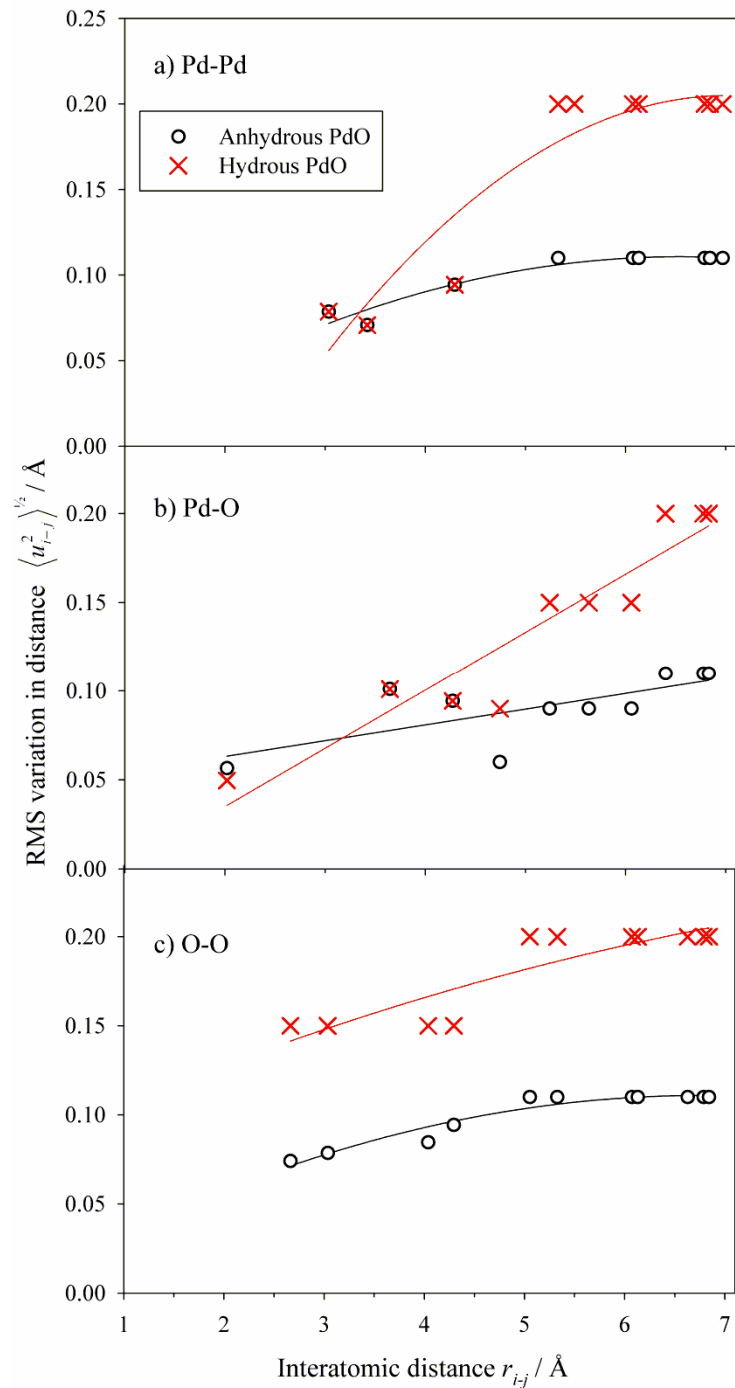 0.25
a) Pd-Pd
0.20
Anhydrous PdO
Hydrous PdO
0.15
0.10
0.05
0.00
RMS variation in distance ⟨u²ᵢ₋ⱼ⟩^½ / Å
b) Pd-O
0.20
0.15
0.10
0.05
0.00
c) O-O
0.20
0.15
0.10
0.05
0.00
1 2 3 4 5 6 7
Interatomic distance rᵢ₋ⱼ / Å